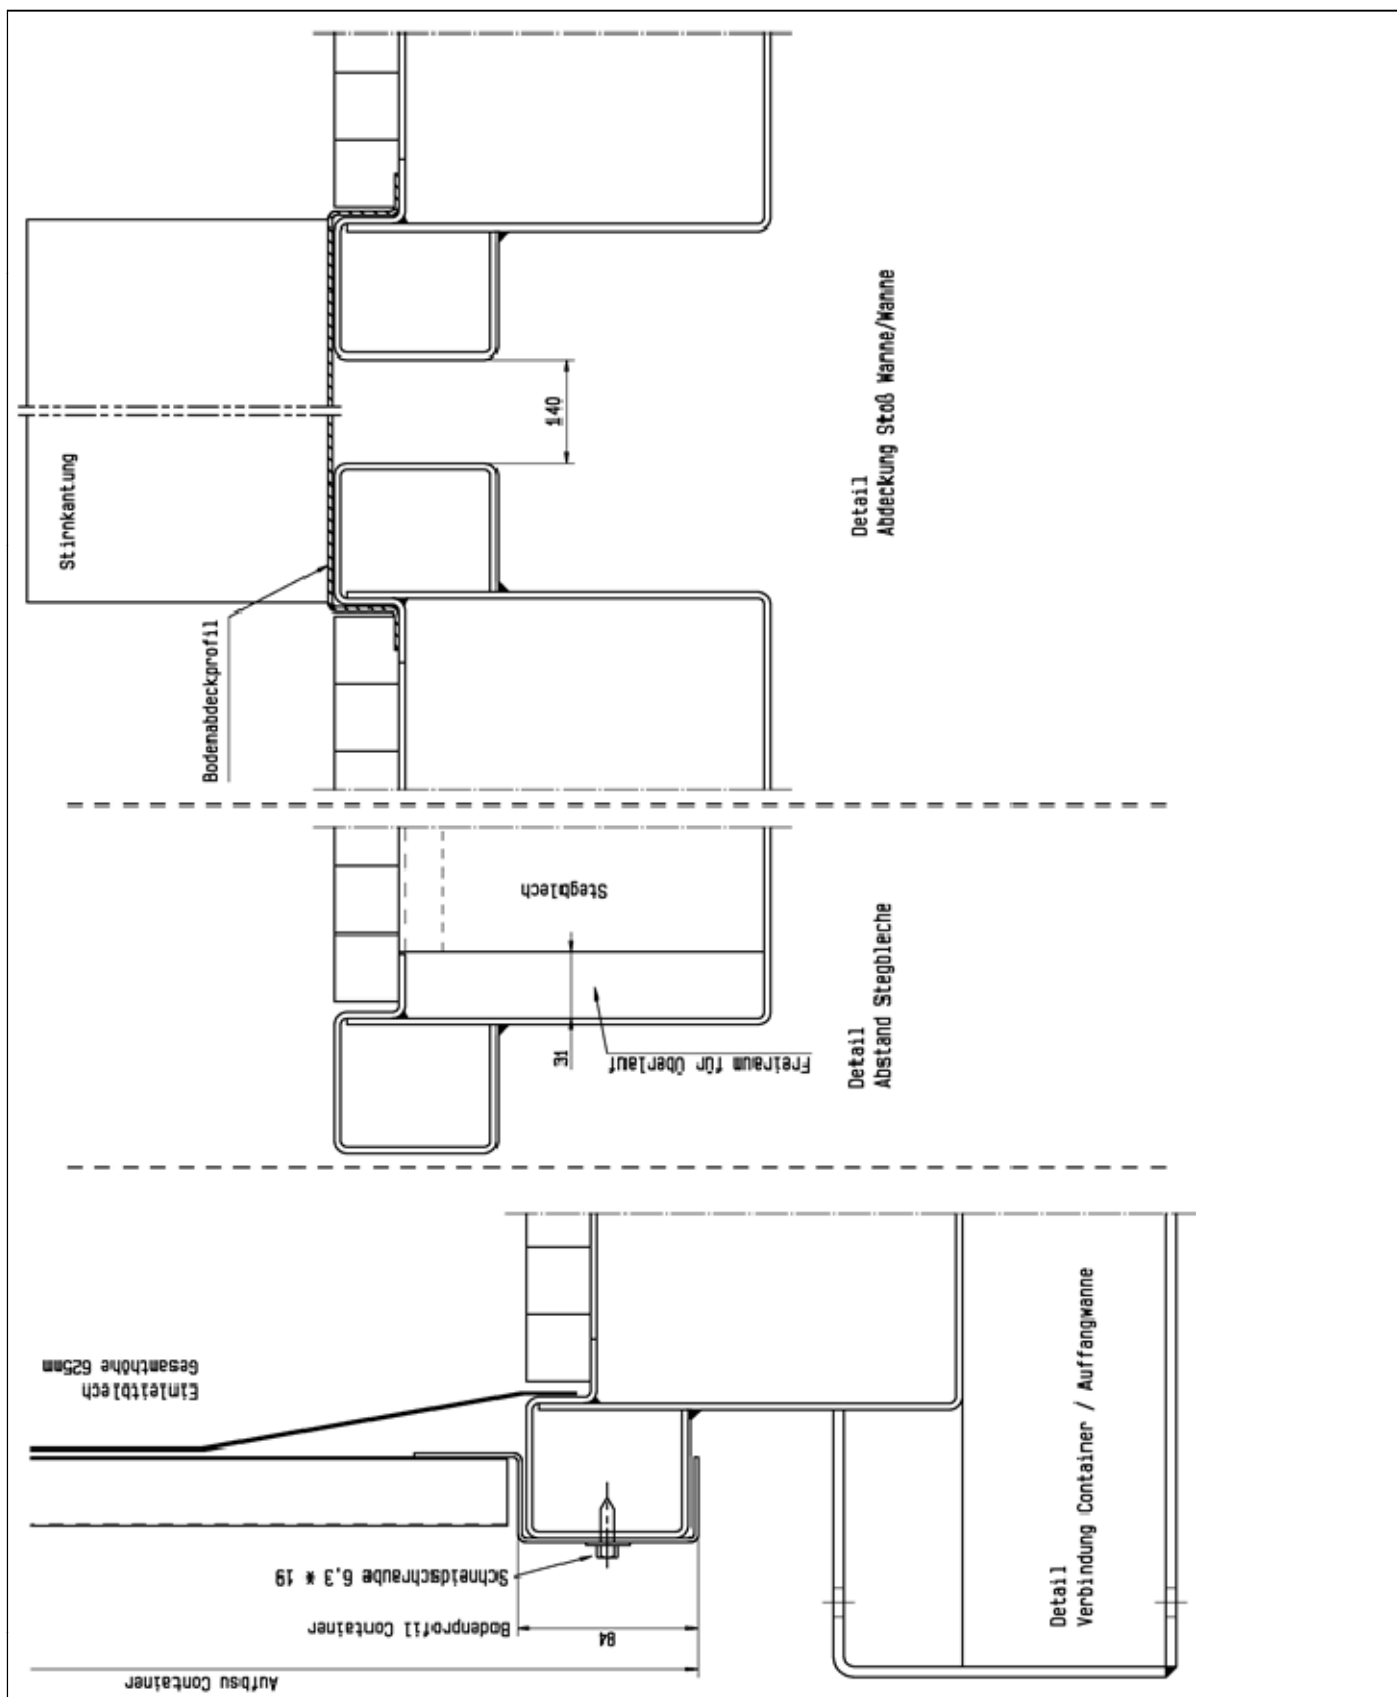 Stirnkantung
Bodenabdeckprofil
140
Detail
Abdeckung Stoß Wanne/Wanne
Stegblech
31
Freiraum für Überlauf
Detail
Abstand Stegbleche
Einleitblech
Gesamthöhe 625mm
Schneidschraube 6,3 * 19
Bodenprofil Container
84
Aufbau Container
Detail
Verbindung Container / Auffangwanne